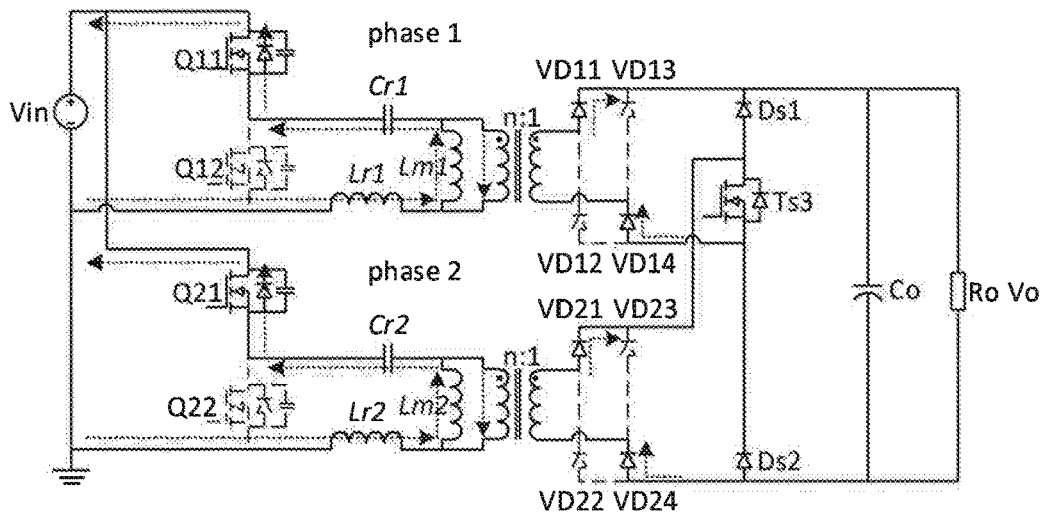 phase 1
Q11
Cr1
VD11 VD13
Vin
n:1
Ds1
Q12
Lr1
Lm1
Ts3
VD12 VD14
phase 2
Q21
VD21 VD23
Co
Ro Vo
Cr2
n:1
Q22
Lr2
Lm2
Ds2
VD22 VD24